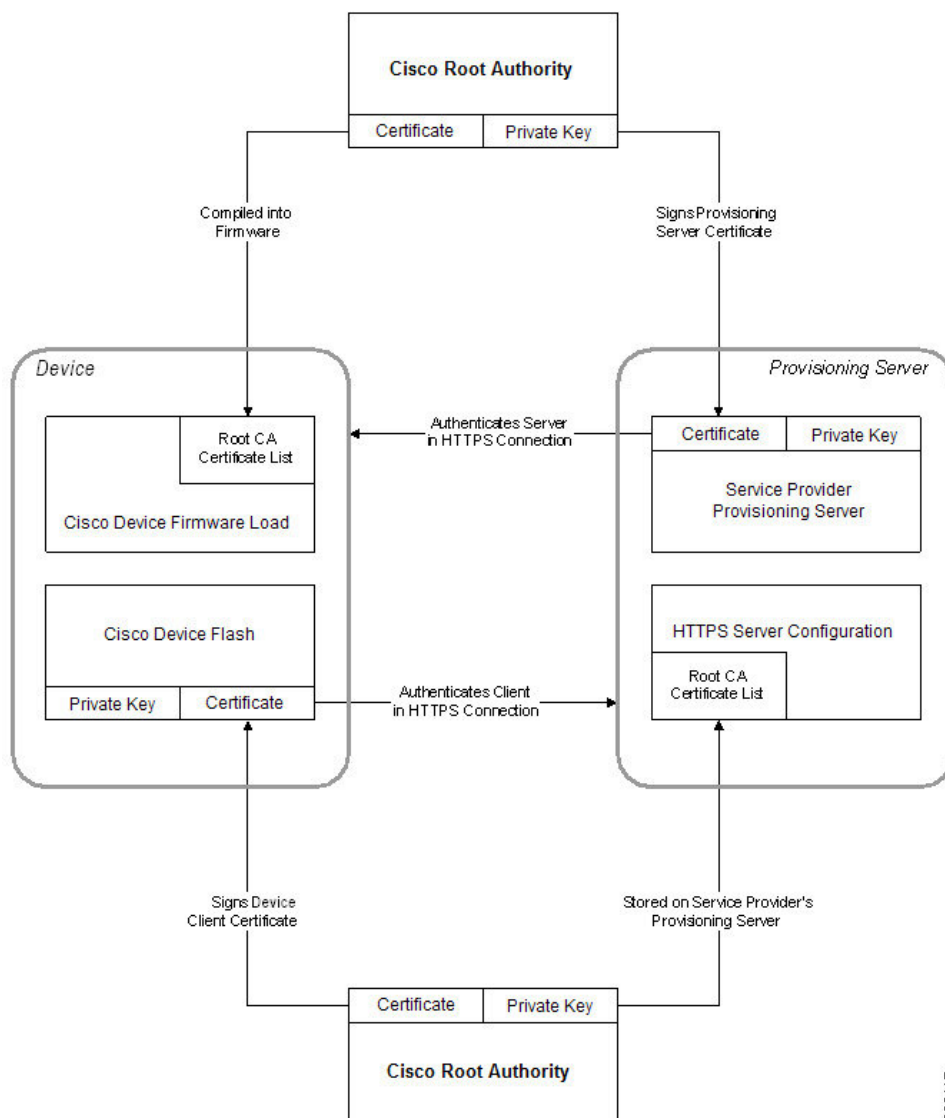 Cisco Root Authority
Certificate
Private Key
Compiled into
Firmware
Signs Provisioning
Server Certificate
Device
Provisioning Server
Root CA
Certificate List
Cisco Device Firmware Load
Authenticates Server
in HTTPS Connection
Certificate
Private Key
Service Provider
Provisioning Server
Cisco Device Flash
Private Key
Certificate
Authenticates Client
in HTTPS Connection
HTTPS Server Configuration
Root CA
Certificate List
Signs Device
Client Certificate
Stored on Service Provider's
Provisioning Server
Certificate
Private Key
Cisco Root Authority